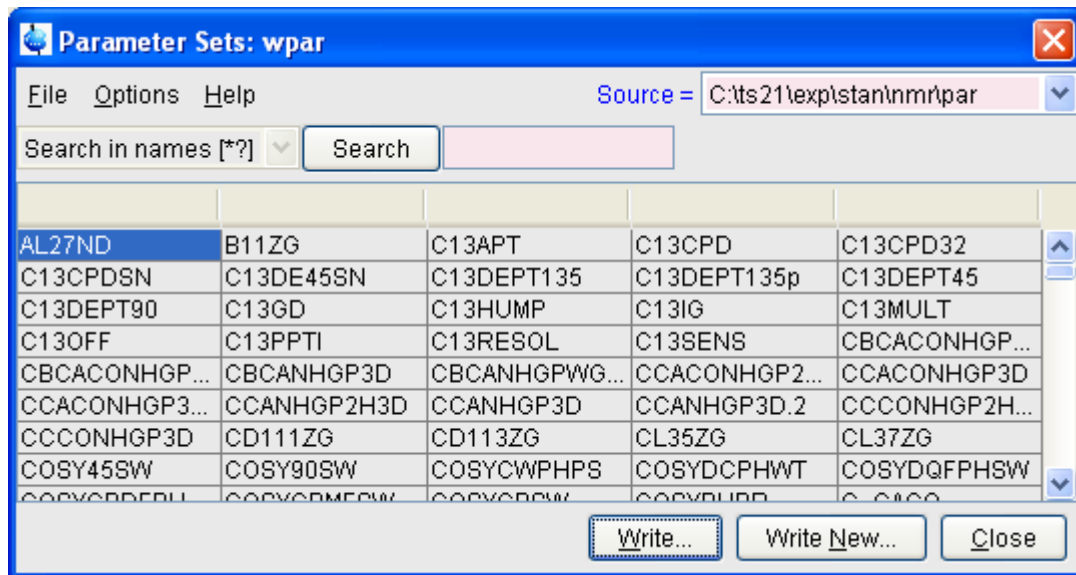 Parameter Sets: wpar
File Options Help Source = C:\ts21\exp\stan\nmr\par
Search in names [*?] Search
AL27ND B11ZG C13APT C13CPD C13CPD32
C13CPDSN C13DE45SN C13DEPT135 C13DEPT135p C13DEPT45
C13DEPT90 C13GD C13HUMP C13IG C13MULT
C13OFF C13PPTI C13RESOL C13SENS CBCACONHGP...
CBCACONHGP... CBCANHGP3D CBCANHGPWG... CCACONHGP2... CCACONHGP3D
CCACONHGP3... CCANHGP2H3D CCANHGP3D CCANHGP3D.2 CCCONHGP2H...
CCCONHGP3D CD111ZG CD113ZG CL35ZG CL37ZG
COSY45SW COSY90SW COSYCWPHPS COSYDCPHWT COSYDQFPHSW
Write... Write New... Close